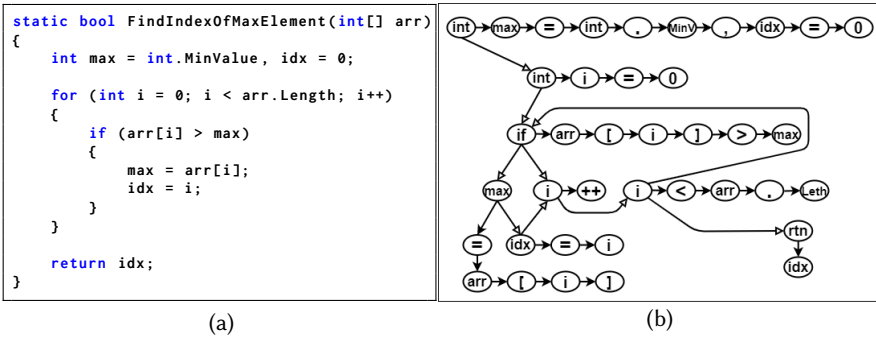 static bool FindIndexOfMaxElement(int[] arr)
{
int max = int.MinValue, idx = 0;
for (int i = 0; i < arr.Length; i++)
{
if (arr[i] > max)
{
max = arr[i];
idx = i;
}
}
return idx;
}
(a)
int max = int . MinV , idx = 0
int i = 0
if arr [ i ] > max
max i ++ i < arr . Leth
= idx = i rtn
arr [ i ] idx
(b)